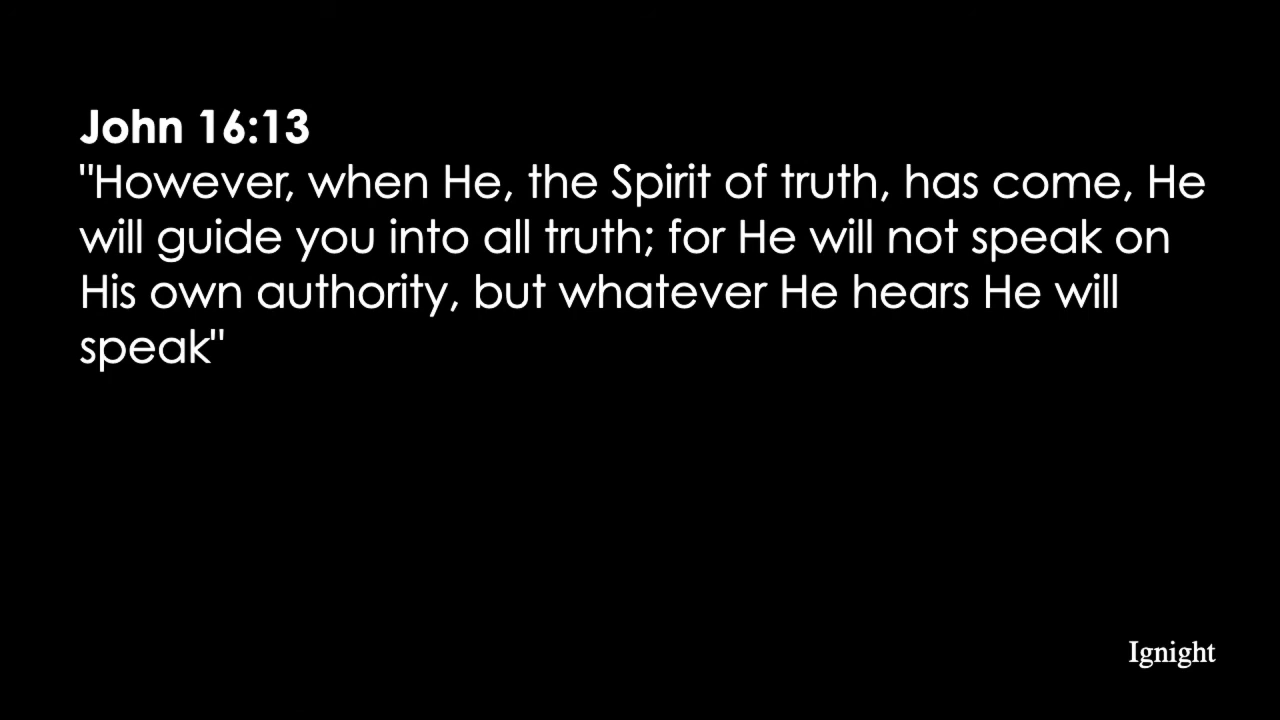 John 16:13
"However, when He, the Spirit of truth, has come, He
will guide you into all truth; for He will not speak on
His own authority, but whatever He hears He will
speak"
Ignight